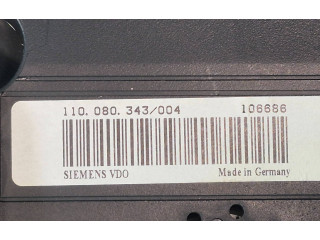 110.080.343/004 106686
SIEMENS VDO Made in Germany